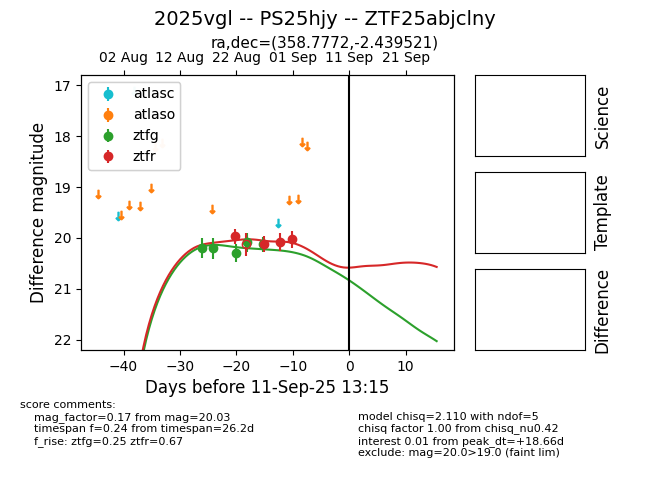 2025vgl -- PS25hjy -- ZTF25abjclny
ra,dec=(358.7772,-2.439521)
02 Aug 12 Aug 22 Aug 01 Sep 11 Sep 21 Sep
atlasc
atlaso
ztfg
ztfr
17
18
19
20
21
22
Difference magnitude
−40 −30 −20 −10 0 10
Days before 11-Sep-25 13:15
Science
Template
Difference
score comments:
mag_factor=0.17 from mag=20.03
timespan f=0.24 from timespan=26.2d
f_rise: ztfg=0.25 ztfr=0.67
model chisq=2.110 with ndof=5
chisq factor 1.00 from chisq_nu0.42
interest 0.01 from peak_dt=+18.66d
exclude: mag=20.0>19.0 (faint lim)